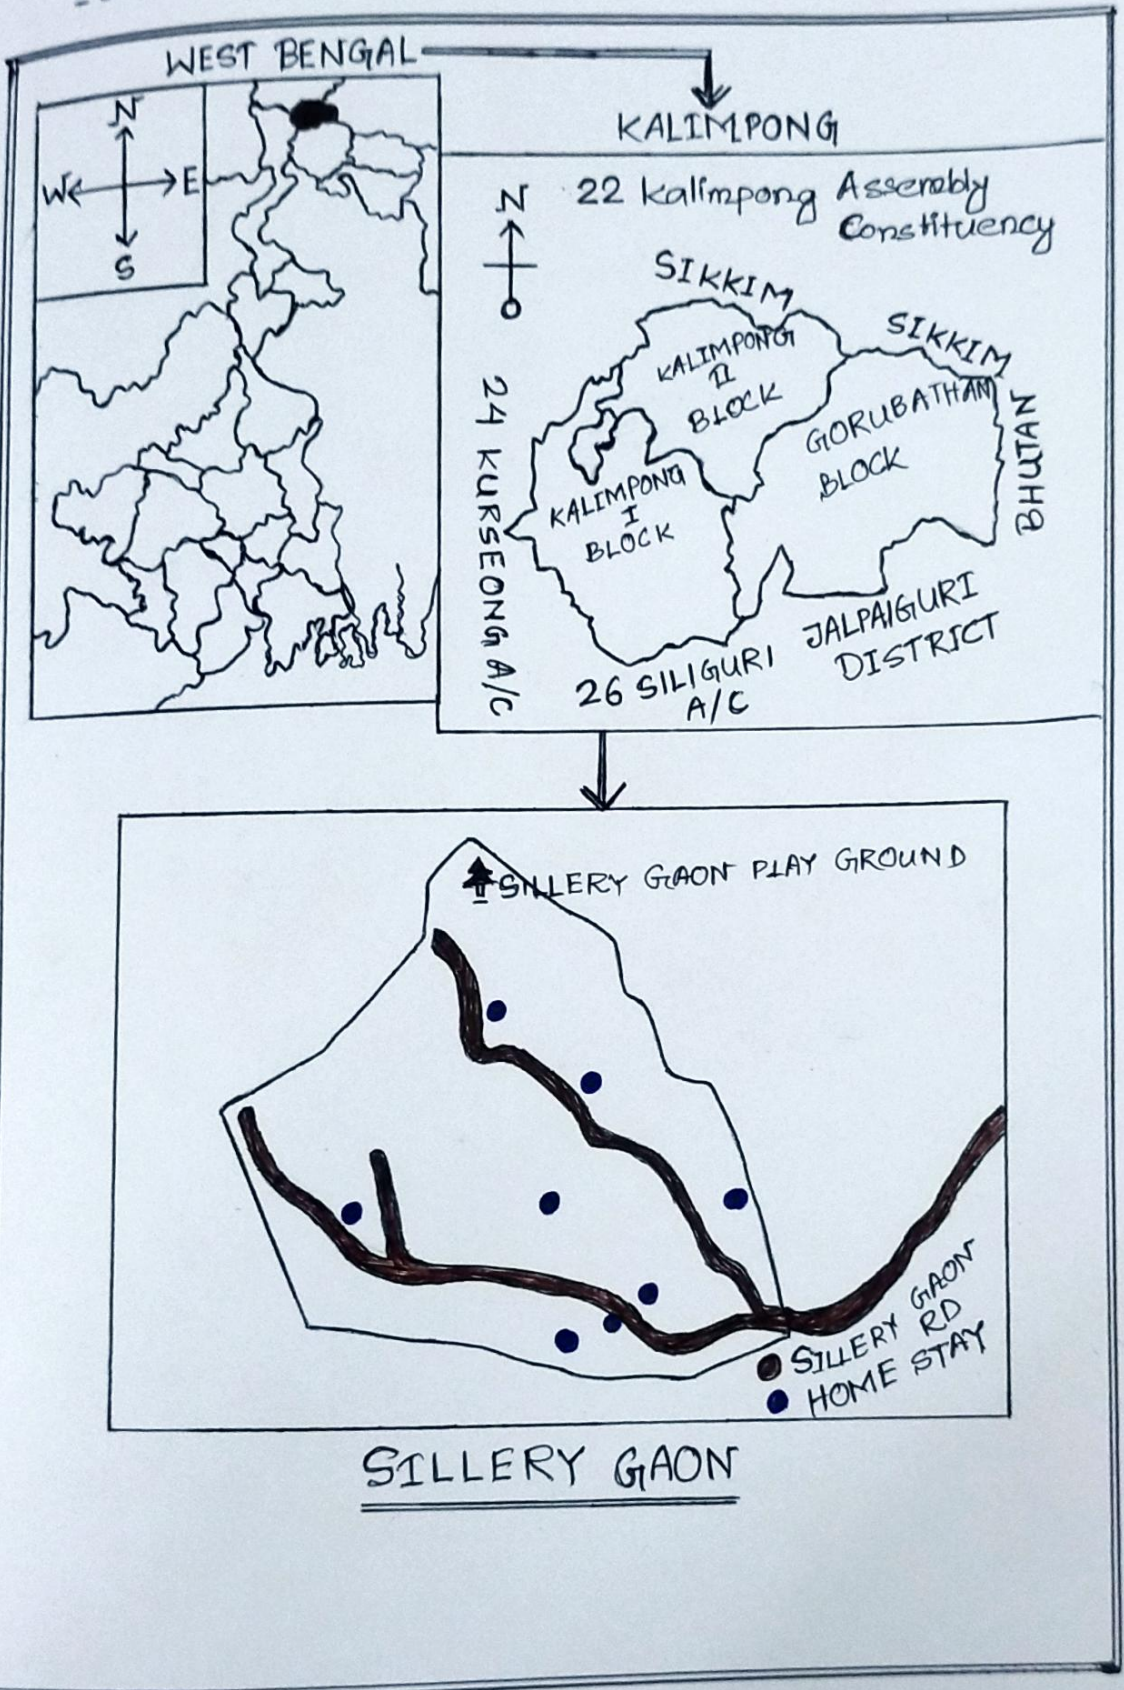 WEST BENGAL
N
W E
S
KALIMPONG
N
22 Kalimpong Assembly
Constituency
SIKKIM
SIKKIM
KALIMPONG
II
BLOCK
GORUBATHAN
BLOCK
BHUTAN
24 KURSEONG A/C
KALIMPONG
I
BLOCK
JALPAIGURI
DISTRICT
26 SILIGURI
A/C
SILLERY GAON PLAY GROUND
SILLERY GAON
RD
HOME STAY
SILLERY GAON